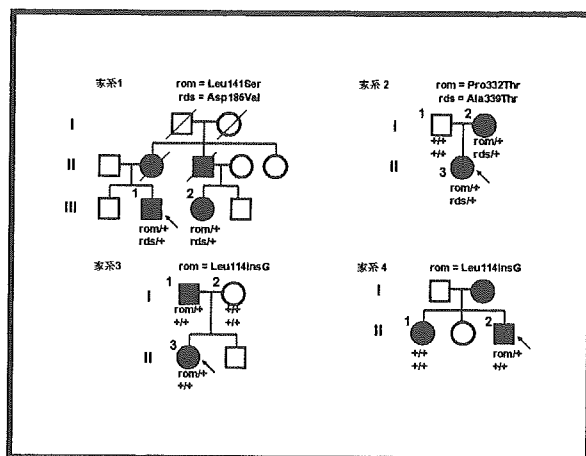 家系1
rom = Leu141Ser
rds = Asp186Val
I
II
III
1
2
rom/+
rds/+
rom/+
rds/+
家系 2
rom = Pro332Thr
rds = Ala339Thr
I
II
1
2
+/+
+/+
rom/+
rds/+
3
rom/+
rds/+
家系3
rom = Leu114insG
I
II
1
2
rom/+
+/+
+/+
+/+
3
rom/+
+/+
家系 4
rom = Leu114insG
I
II
1
2
+/+
+/+
rom/+
+/+